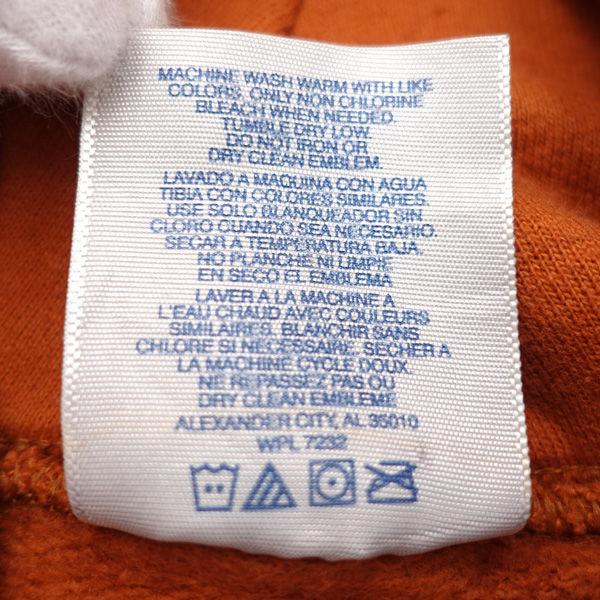 MACHINE WASH WARM WITH LIKE
COLORS. ONLY NON CHLORINE
BLEACH WHEN NEEDED.
TUMBLE DRY LOW.
DO NOT IRON OR
DRY CLEAN EMBLEM.
LAVADO A MAQUINA CON AGUA
TIBIA CON COLORES SIMILARES.
USE SOLO BLANQUEADOR SIN
CLORO CUANDO SEA NECESARIO.
SECAR A TEMPERATURA BAJA.
NO PLANCHE NI LIMPIE
EN SECO EL EMBLEMA
LAVER A LA MACHINE A
L'EAU CHAUD AVEC COULEURS
SIMILAIRES. BLANCHIR SANS
CHLORE SI NECESSAIRE. SECHER A
LA MACHINE CYCLE DOUX.
NE REPASSEZ PAS OU
DRY CLEAN EMBLEME
ALEXANDER CITY, AL 35010
WPL 7232